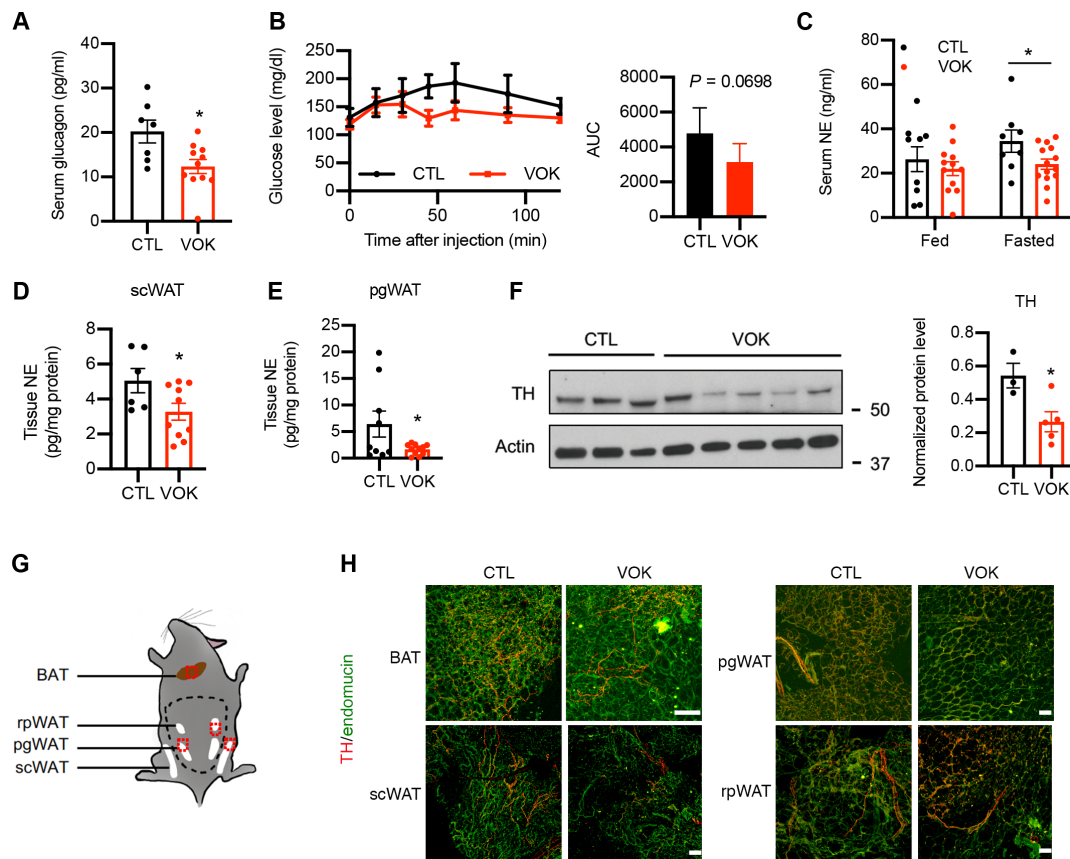 A
Serum glucagon (pg/ml)
40
30
20
10
0
*
CTL
VOK
B
Glucose level (mg/dl)
250
200
150
100
50
0
CTL
VOK
0
50
100
Time after injection (min)
AUC
8000
6000
4000
2000
0
P = 0.0698
CTL VOK
C
Serum NE (ng/ml)
80
60
40
20
0
CTL
VOK
*
Fed
Fasted
D
scWAT
Tissue NE
(pg/mg protein)
8
6
4
2
0
*
CTL VOK
E
pgWAT
Tissue NE
(pg/mg protein)
25
20
15
10
5
0
*
CTL VOK
F
CTL
VOK
TH
50
Actin
37
TH
Normalized protein level
0.8
0.6
0.4
0.2
0.0
*
CTL VOK
G
BAT
rpWAT
pgWAT
scWAT
H
TH/endomucin
CTL
VOK
BAT
scWAT
CTL
VOK
pgWAT
rpWAT